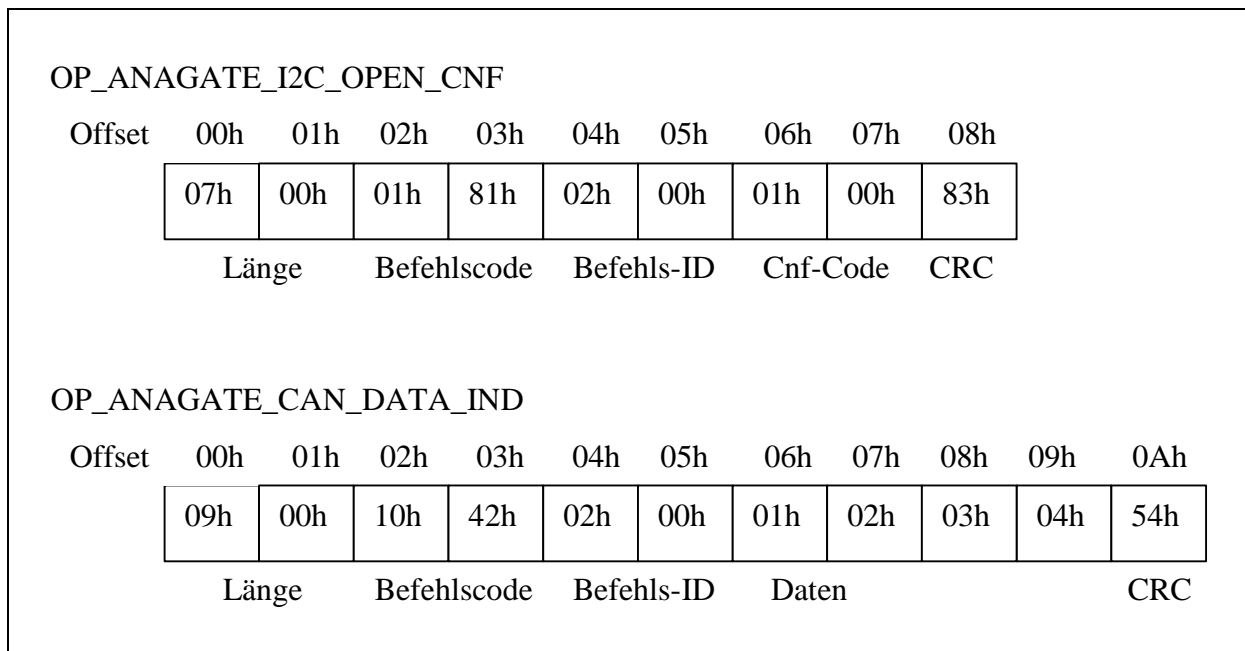 OP_ANAGATE_I2C_OPEN_CNF
Offset 00h 01h 02h 03h 04h 05h 06h 07h 08h
07h 00h 01h 81h 02h 00h 01h 00h 83h
Länge Befehlscode Befehls-ID Cnf-Code CRC
OP_ANAGATE_CAN_DATA_IND
Offset 00h 01h 02h 03h 04h 05h 06h 07h 08h 09h 0Ah
09h 00h 10h 42h 02h 00h 01h 02h 03h 04h 54h
Länge Befehlscode Befehls-ID Daten CRC